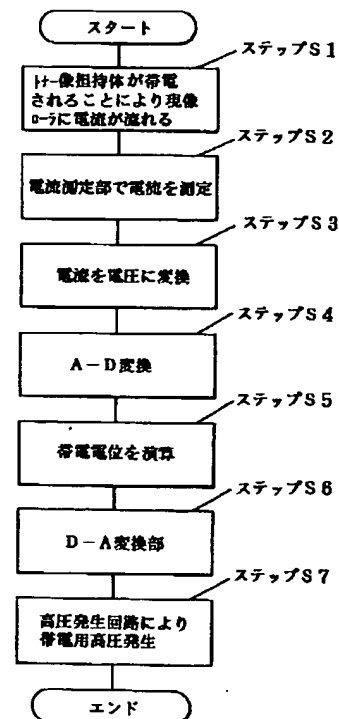 スタート
ステップS1
トナー像担持体が帯電
されることにより現像
ローラに電流が流れる
ステップS2
電流測定部で電流を測定
ステップS3
電流を電圧に変換
ステップS4
A－D変換
ステップS5
帯電電位を演算
ステップS6
D－A変換部
ステップS7
高圧発生回路により
帯電用高圧発生
エンド